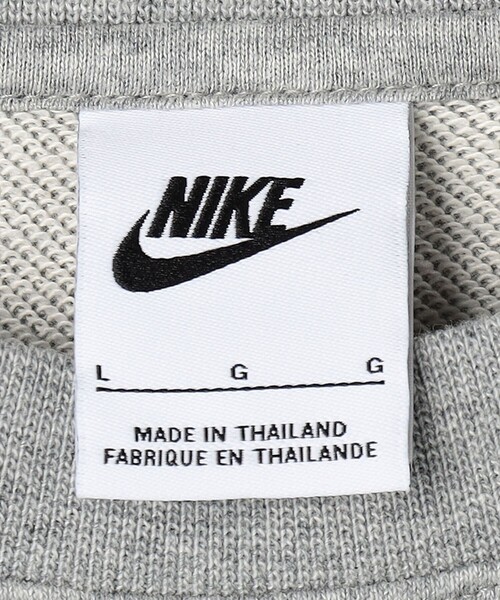 NIKE
L G G
MADE IN THAILAND
FABRIQUE EN THAILANDE